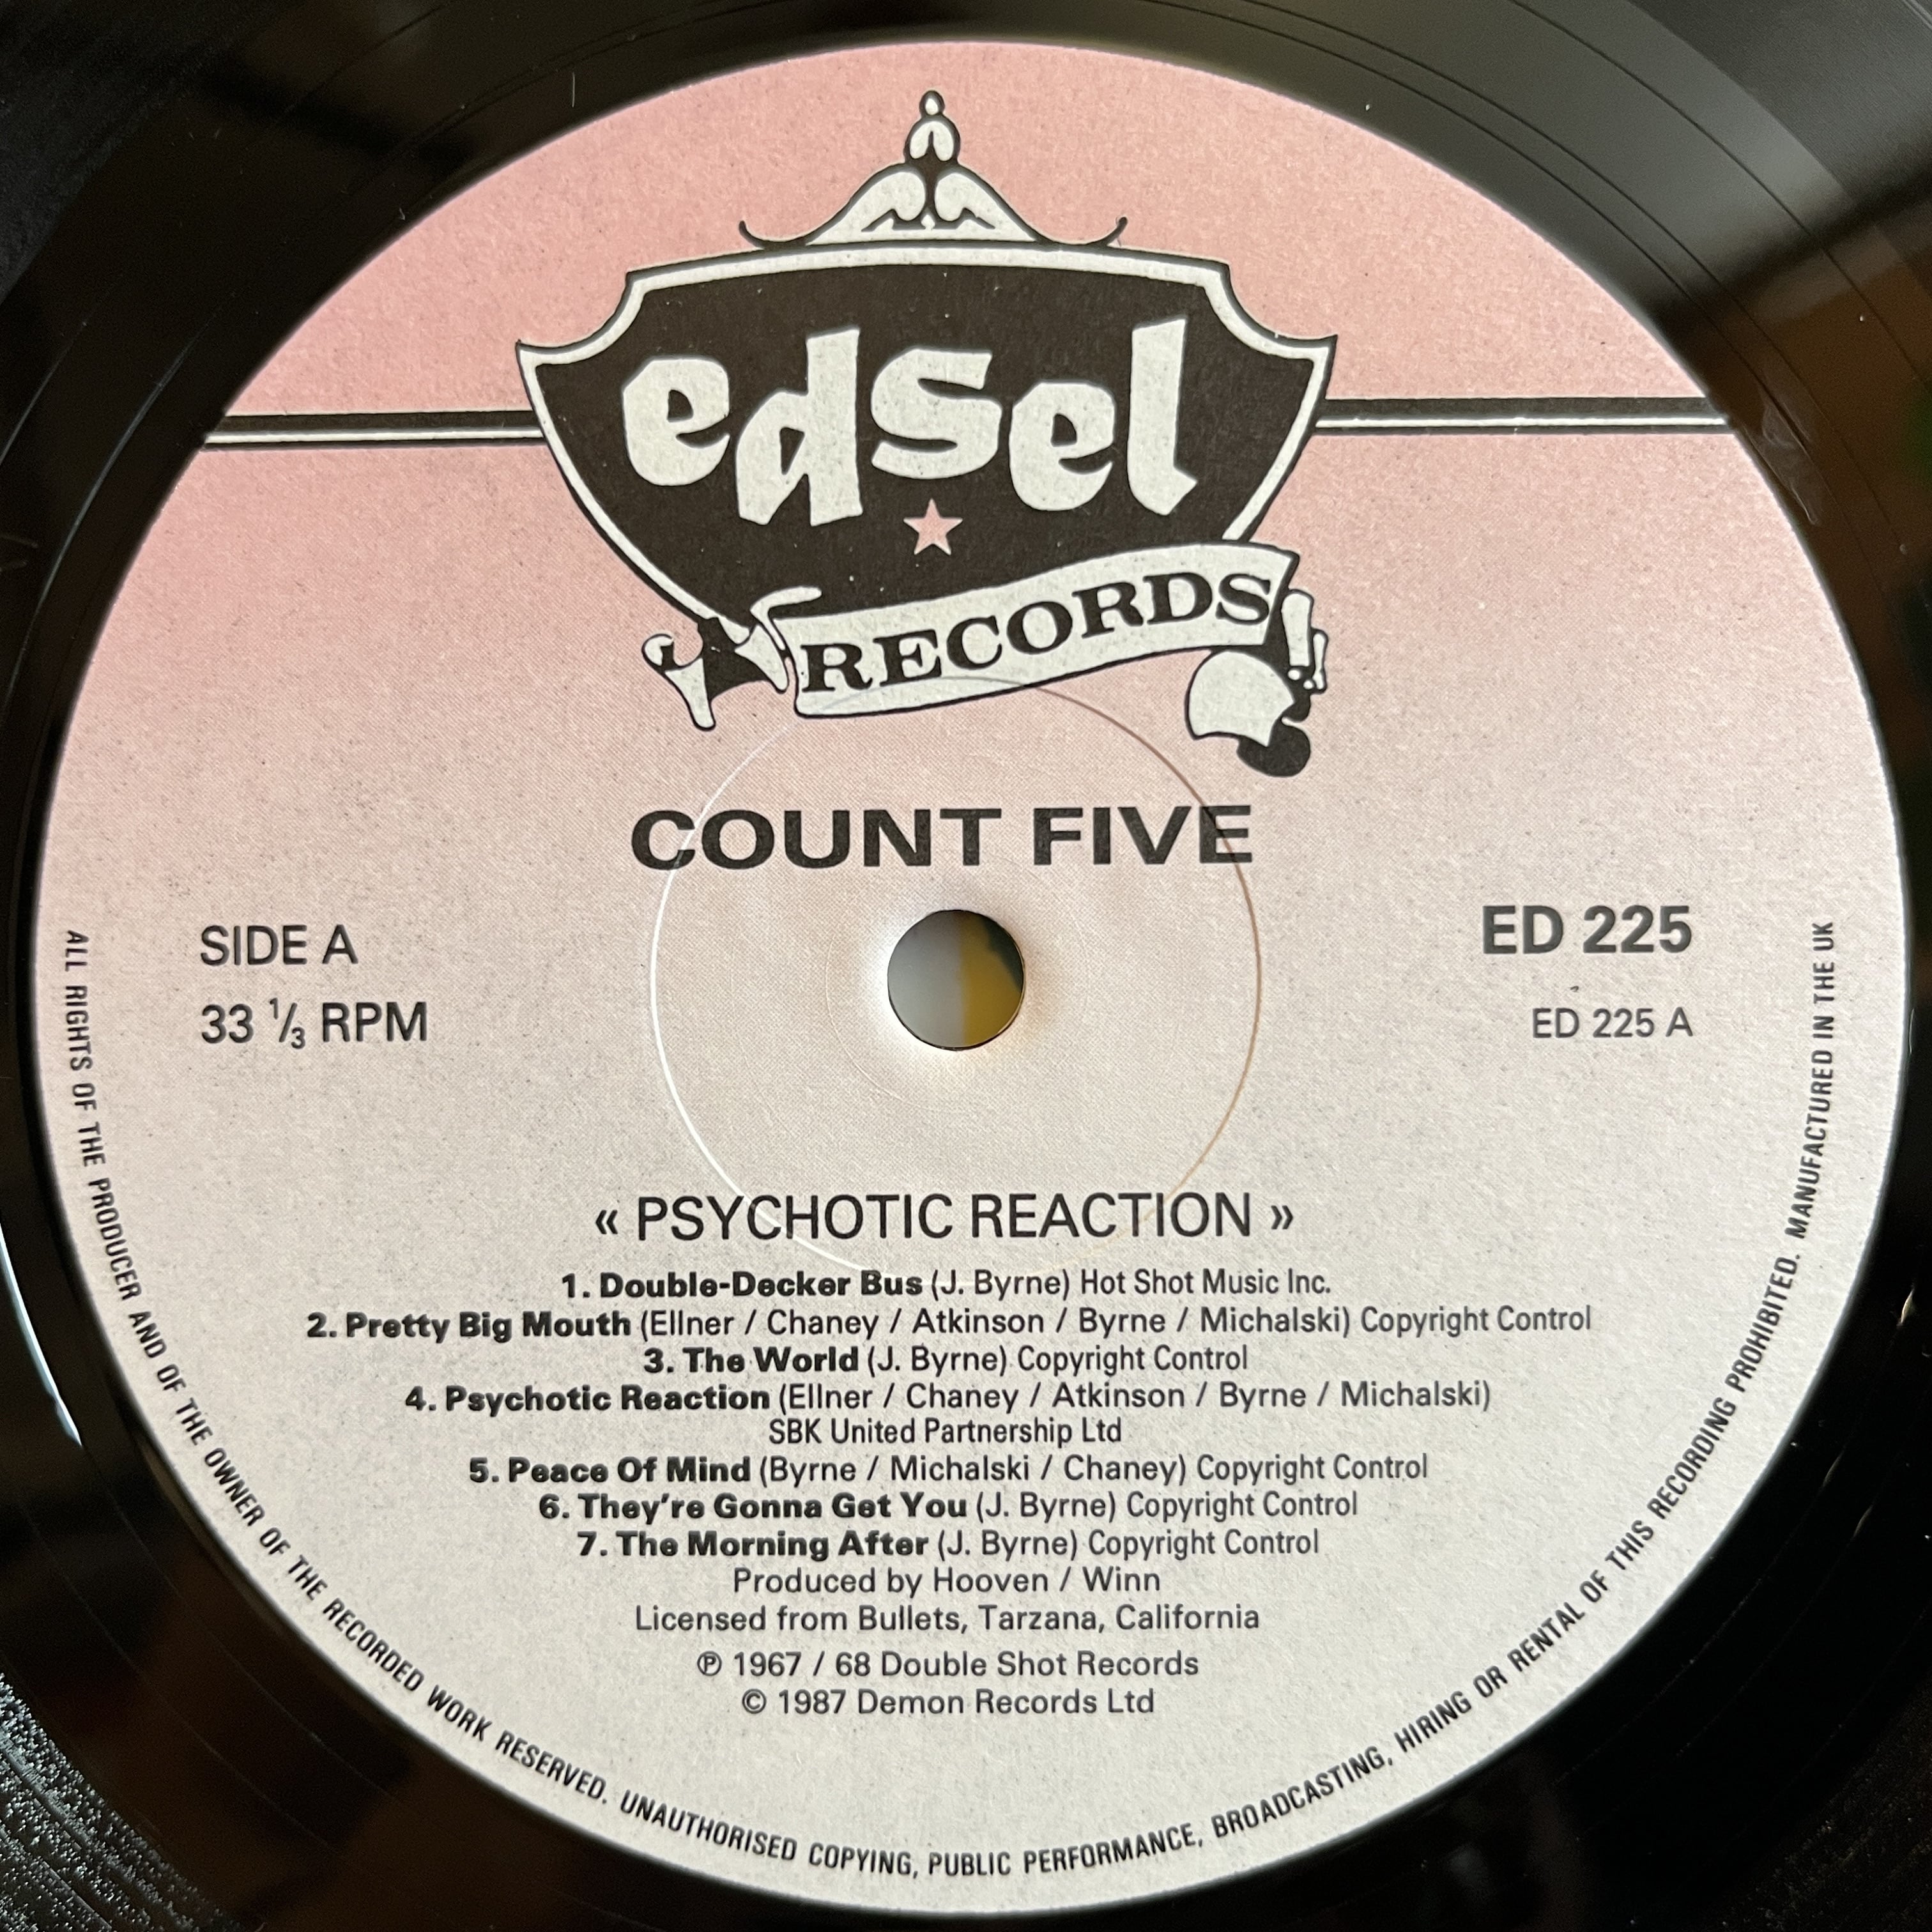 edsel
RECORDS
COUNT FIVE
SIDE A
33 ⅓ RPM
ED 225
ED 225 A
« PSYCHOTIC REACTION »
1. Double-Decker Bus (J. Byrne) Hot Shot Music Inc.
2. Pretty Big Mouth (Ellner / Chaney / Atkinson / Byrne / Michalski) Copyright Control
3. The World (J. Byrne) Copyright Control
4. Psychotic Reaction (Ellner / Chaney / Atkinson / Byrne / Michalski)
SBK United Partnership Ltd
5. Peace Of Mind (Byrne / Michalski / Chaney) Copyright Control
6. They're Gonna Get You (J. Byrne) Copyright Control
7. The Morning After (J. Byrne) Copyright Control
Produced by Hooven / Winn
Licensed from Bullets, Tarzana, California
℗ 1967 / 68 Double Shot Records
© 1987 Demon Records Ltd
ALL RIGHTS OF THE PRODUCER AND OF THE OWNER OF THE RECORDED WORK RESERVED. UNAUTHORISED COPYING, PUBLIC PERFORMANCE, BROADCASTING, HIRING OR RENTAL OF THIS RECORDING PROHIBITED. MANUFACTURED IN THE UK